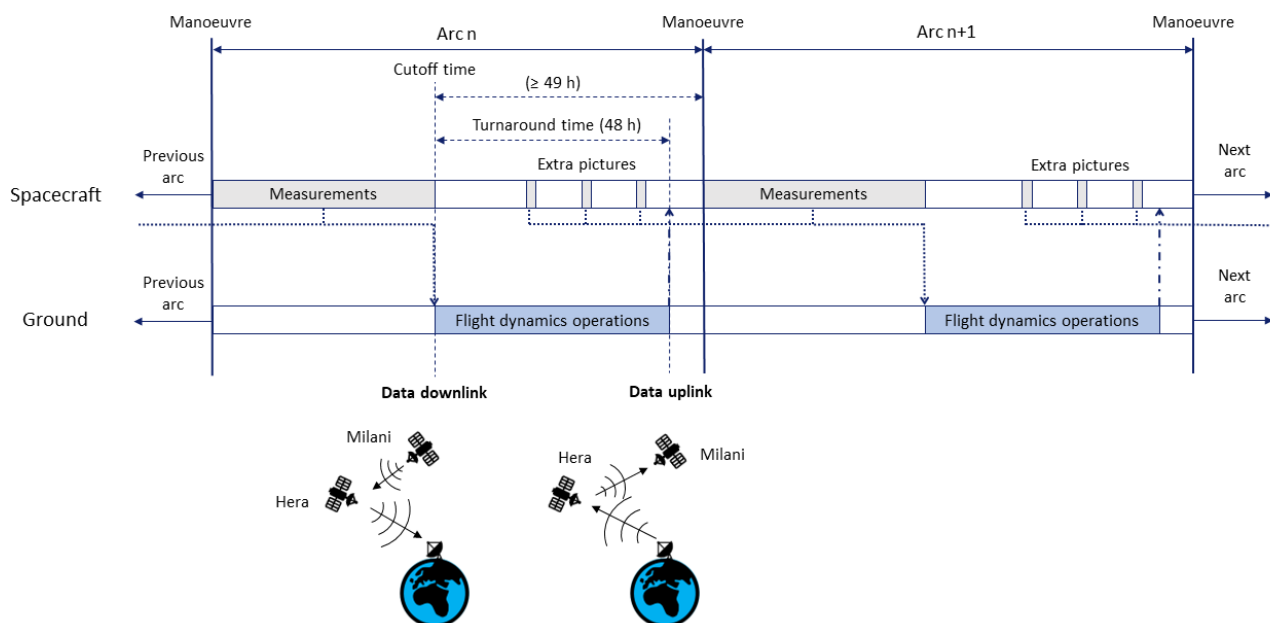 Manoeuvre
Manoeuvre
Manoeuvre
Arc n
Arc n+1
Cutoff time
(≥ 49 h)
Turnaround time (48 h)
Previous
arc
Extra pictures
Extra pictures
Next
arc
Spacecraft
Measurements
Measurements
Previous
arc
Next
arc
Ground
Flight dynamics operations
Flight dynamics operations
Data downlink
Data uplink
Milani
Hera
Hera
Milani